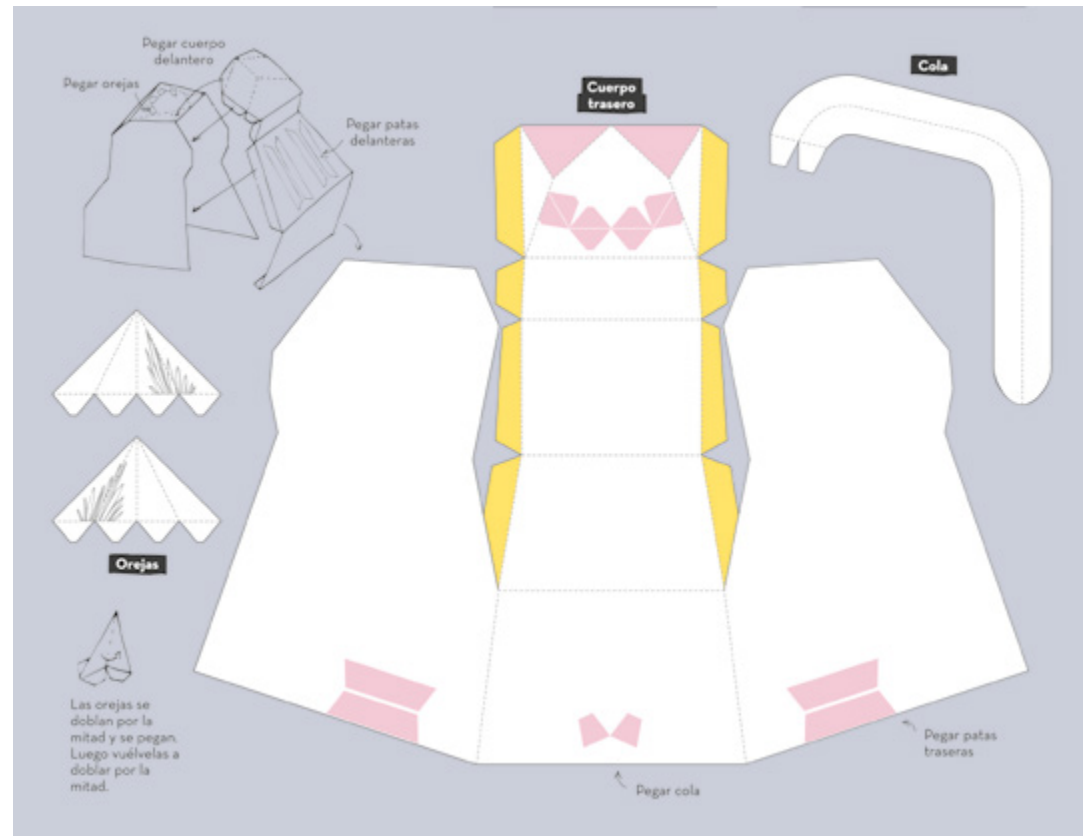 Pegar cuerpo
delantero
Pegar orejas
Pegar patas
delanteras
Cuerpo
trasero
Cola
Orejas
Las orejas se
doblan por la
mitad y se pegan.
Luego vuélvelas a
doblar por la
mitad.
Pegar patas
traseras
Pegar cola